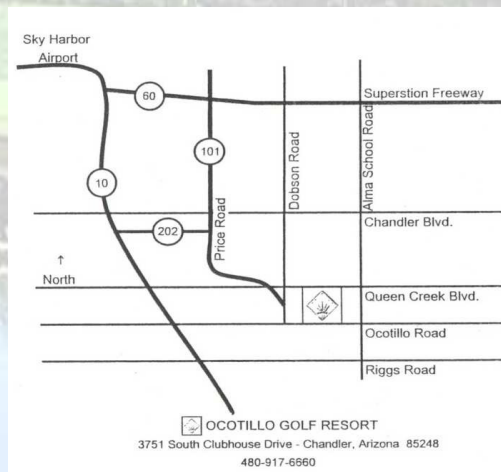 Sky Harbor
Airport
60
Superstion Freeway
101
Dobson Road
Alma School Road
10
Price Road
Chandler Blvd.
202
↑
North
Queen Creek Blvd.
Ocotillo Road
Riggs Road
OCOTILLO GOLF RESORT
3751 South Clubhouse Drive - Chandler, Arizona 85248
480-917-6660